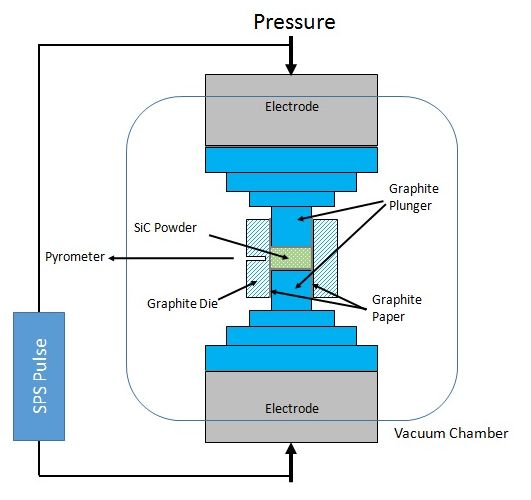 Pressure
Electrode
Graphite
Plunger
SiC Powder
Pyrometer
Graphite Die
Graphite
Paper
SPS Pulse
Electrode
Vacuum Chamber